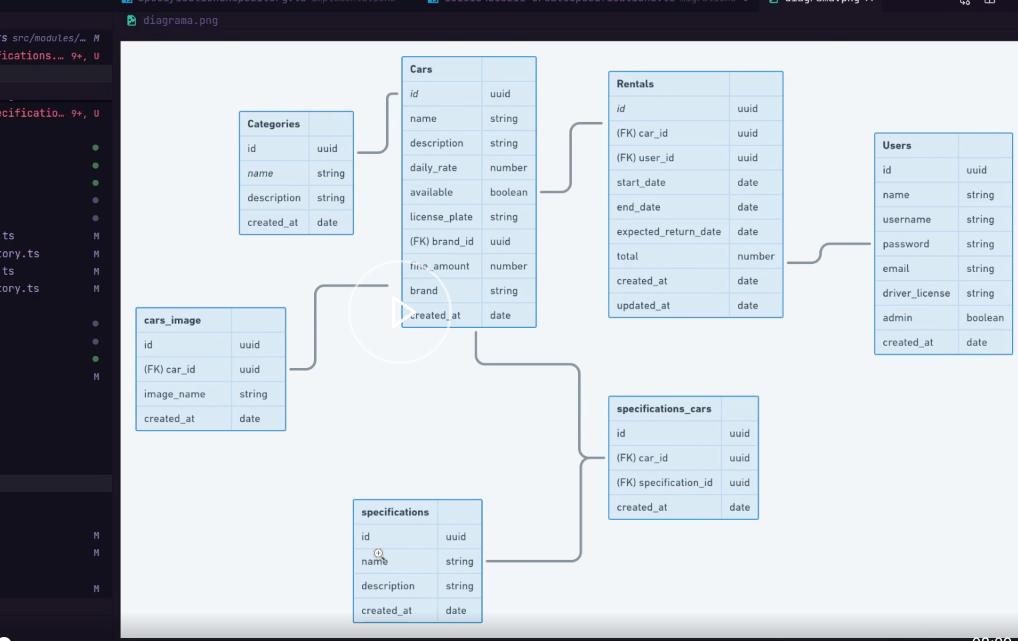 diagrama.png
src/modules/… M
9+, U
9+, U
.ts M
tory.ts M
.ts M
tory.ts M
M
M
M
M
Categories
id uuid
name string
description string
created_at date
Cars
id uuid
name string
description string
daily_rate number
available boolean
license_plate string
(FK) brand_id uuid
fine_amount number
brand string
created_at date
Rentals
id uuid
(FK) car_id uuid
(FK) user_id uuid
start_date date
end_date date
expected_return_date date
total number
created_at date
updated_at date
Users
id uuid
name string
username string
password string
email string
driver_license string
admin boolean
created_at date
cars_image
id uuid
(FK) car_id uuid
image_name string
created_at date
specifications_cars
id uuid
(FK) car_id uuid
(FK) specification_id uuid
created_at date
specifications
id uuid
name string
description string
created_at date